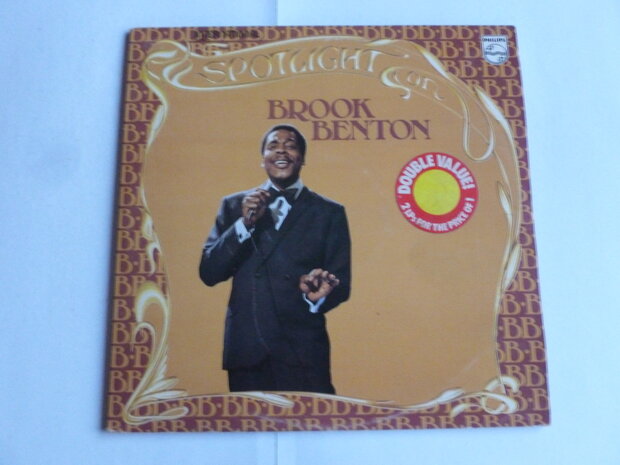 PHILIPS
SPOTLIGHT on
BROOK
BENTON
DOUBLE VALUE!
2 LPs FOR THE PRICE OF 1